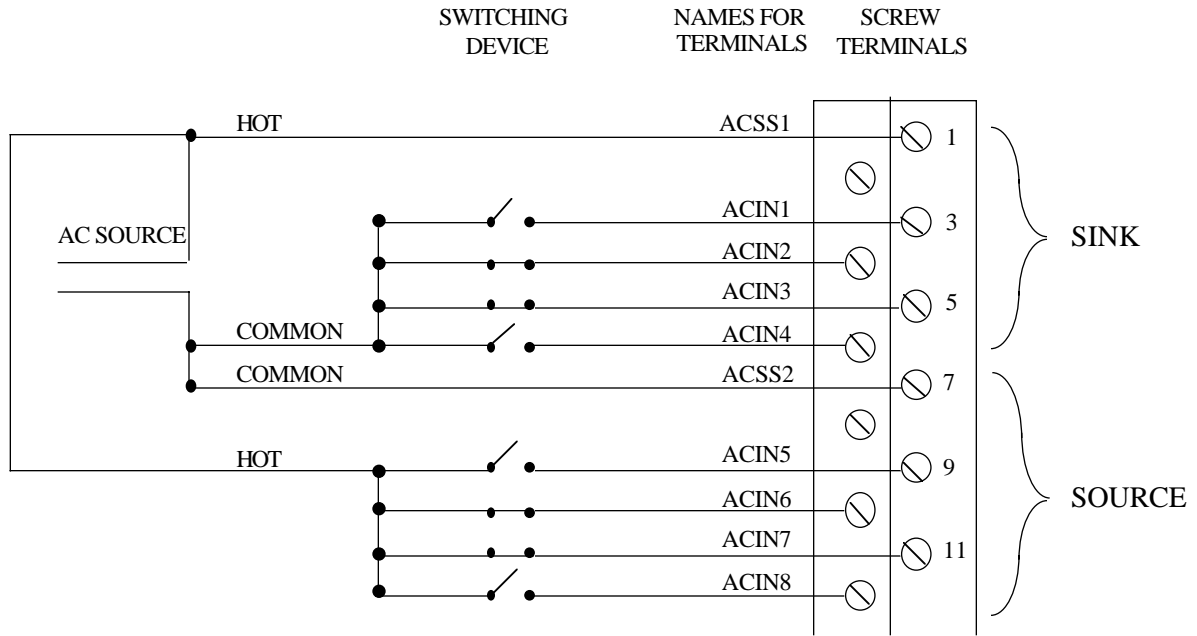 SWITCHING
DEVICE
NAMES FOR
TERMINALS
SCREW
TERMINALS
HOT
ACSS1
1
ACIN1
3
AC SOURCE
ACIN2
SINK
ACIN3
5
COMMON
ACIN4
COMMON
ACSS2
7
HOT
ACIN5
9
ACIN6
SOURCE
ACIN7
11
ACIN8